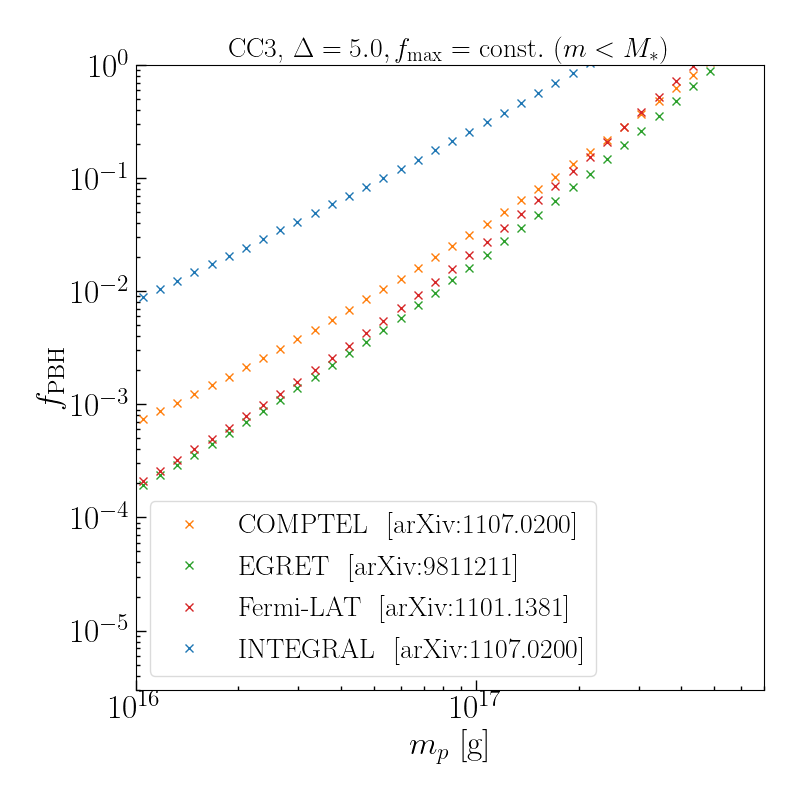 CC3, Δ = 5.0, f_max = const. (m < M_*)
10^0
10^−1
10^−2
10^−3
10^−4
10^−5
f_PBH
COMPTEL [arXiv:1107.0200]
EGRET [arXiv:9811211]
Fermi-LAT [arXiv:1101.1381]
INTEGRAL [arXiv:1107.0200]
10^16 10^17
m_p [g]